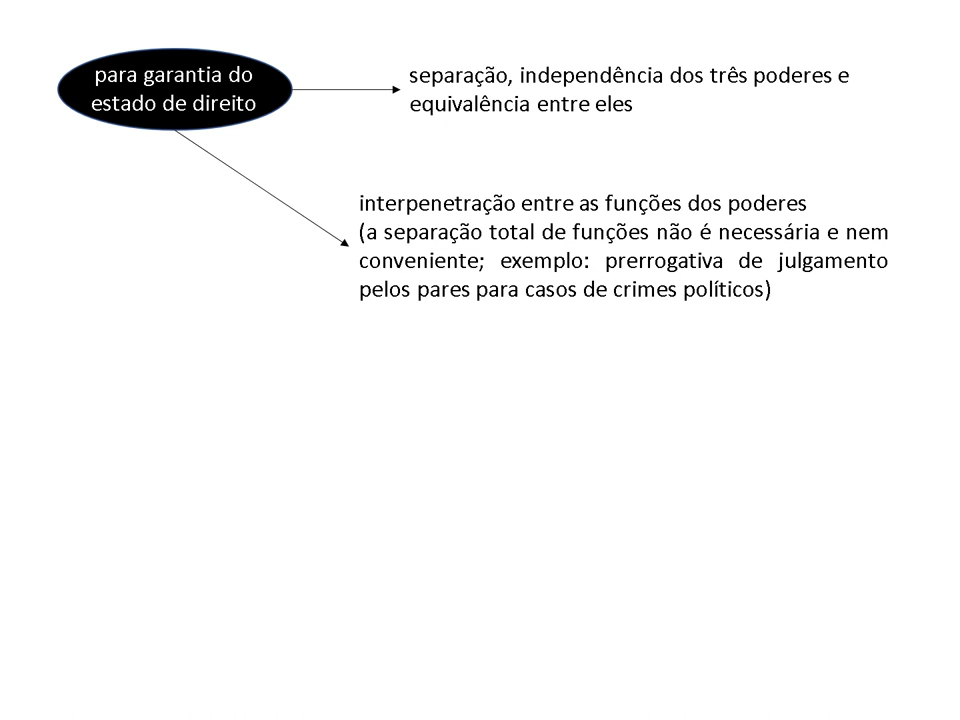 para garantia do
estado de direito
separação, independência dos três poderes e
equivalência entre eles
interpenetração entre as funções dos poderes
(a separação total de funções não é necessária e nem
conveniente; exemplo: prerrogativa de julgamento
pelos pares para casos de crimes políticos)